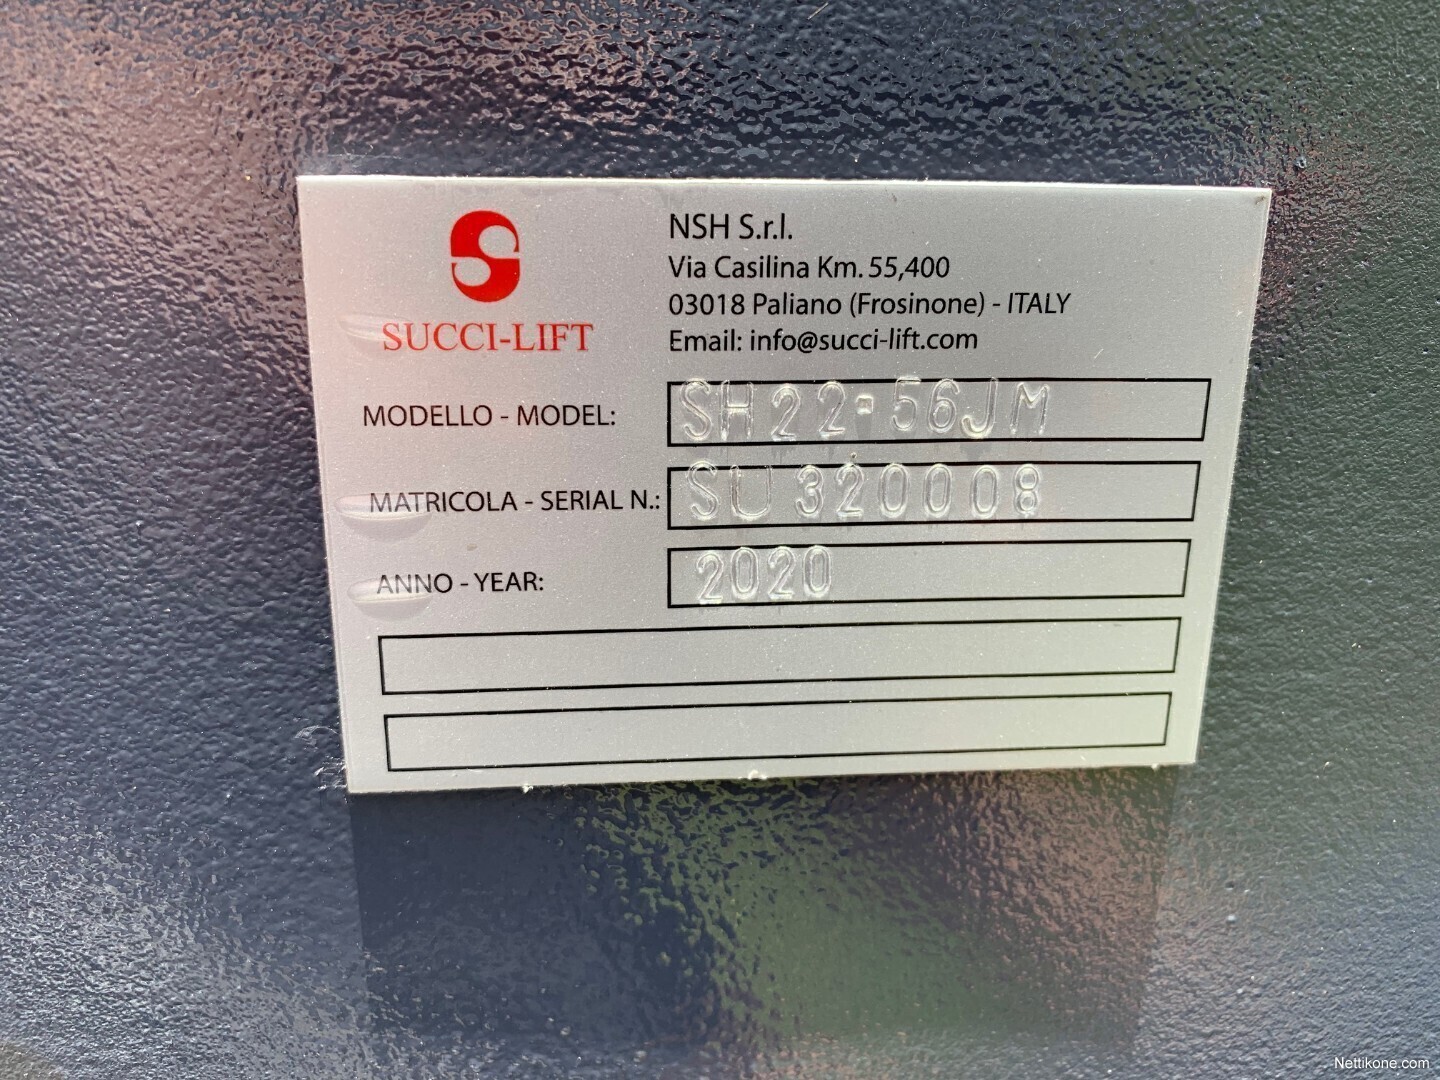 NSH S.r.l.
Via Casilina Km. 55,400
03018 Paliano (Frosinone) - ITALY
Email: info@succi-lift.com
SUCCI-LIFT
MODELLO - MODEL: SH22-56JM
MATRICOLA - SERIAL N.: SU320008
ANNO - YEAR: 2020
Nettikone.com